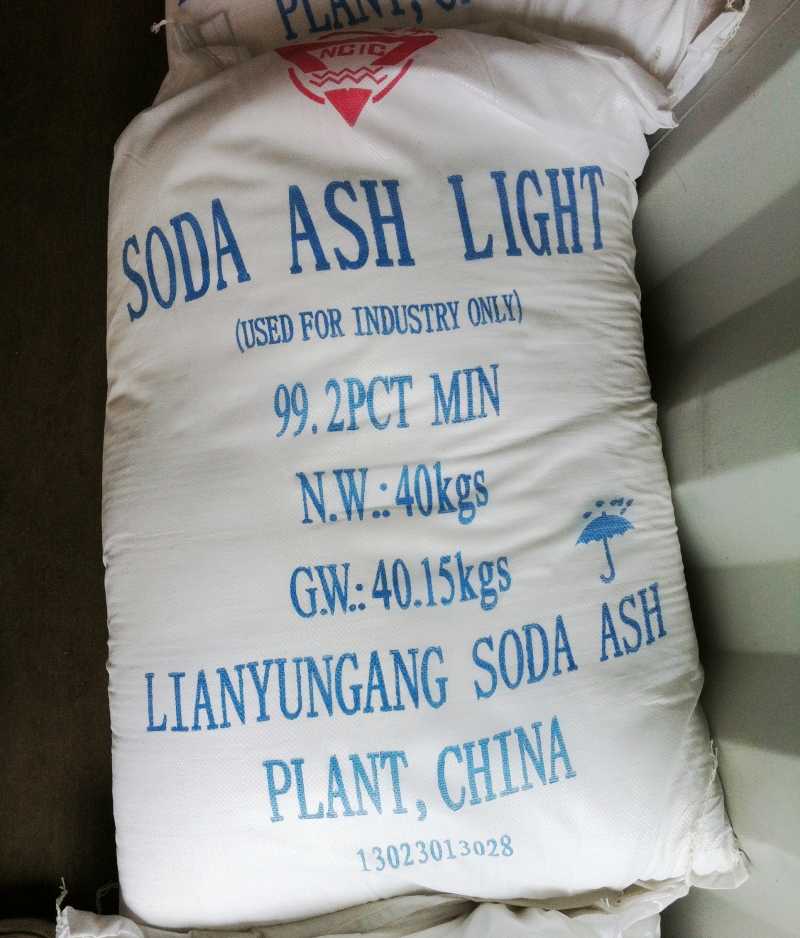 PLANT,
NCIC
SODA ASH LIGHT
(USED FOR INDUSTRY ONLY)
99.2PCT MIN
N.W.:40kgs
G.W.:40.15kgs
LIANYUNGANG SODA ASH
PLANT,CHINA
13023013028